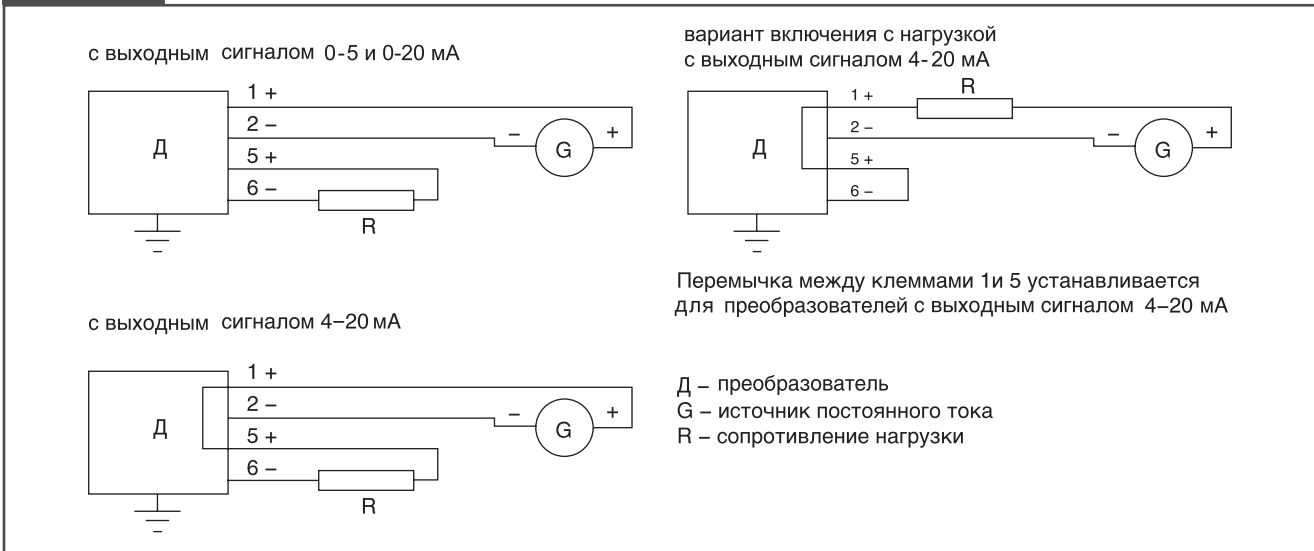 с выходным сигналом 0-5 и 0-20 мА
1 +
2 –
5 +
6 –
Д
– G +
R
вариант включения с нагрузкой
с выходным сигналом 4-20 мА
R
1 +
2 –
5 +
6 –
Д
– G +
Перемычка между клеммами 1и 5 устанавливается
для преобразователей с выходным сигналом 4–20 мА
с выходным сигналом 4–20 мА
1 +
2 –
5 +
6 –
Д
– G +
R
Д – преобразователь
G – источник постоянного тока
R – сопротивление нагрузки